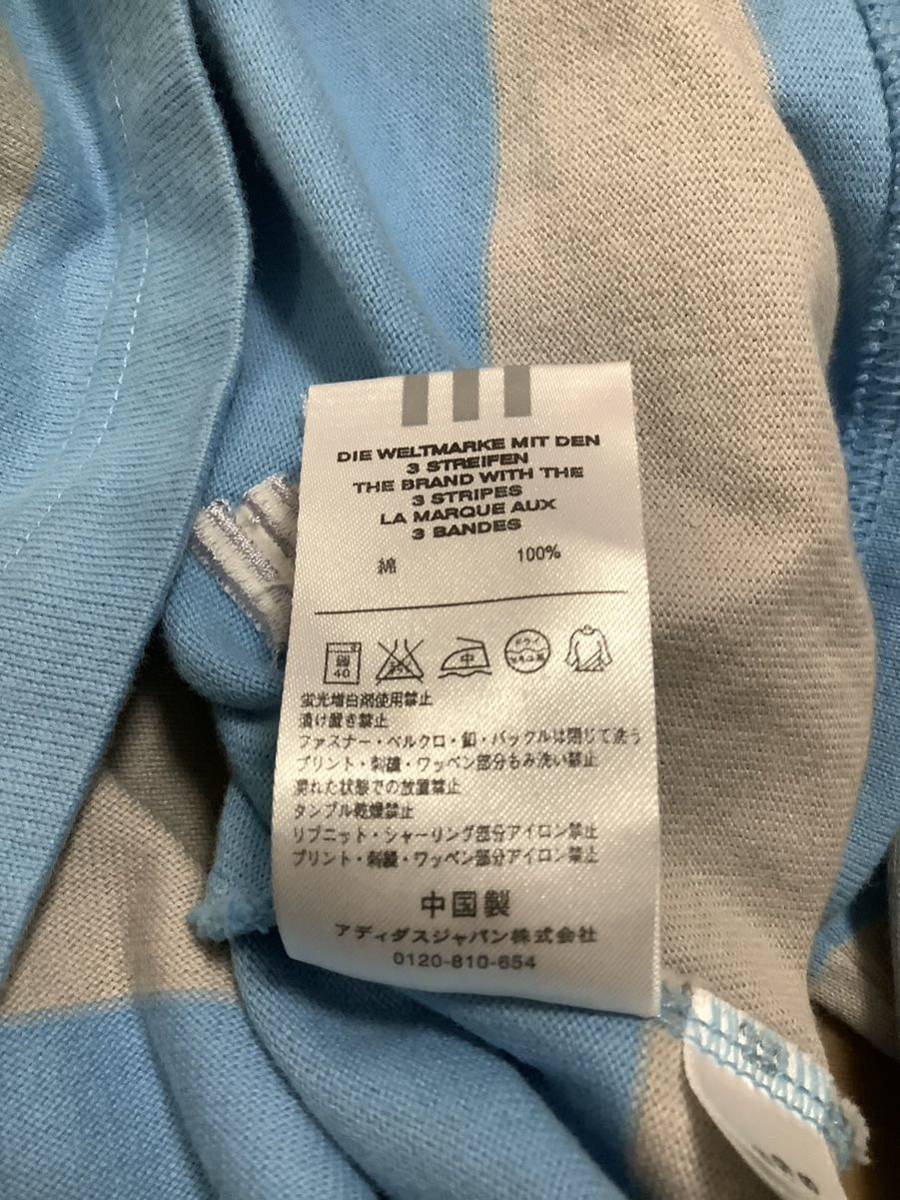 DIE WELTMARKE MIT DEN
3 STREIFEN
THE BRAND WITH THE
3 STRIPES
LA MARQUE AUX
3 BANDES
綿 100%
40 中 ドライ
蛍光増白剤使用禁止
漬け置き禁止
ファスナー・ベルクロ・釦・バックルは閉じて洗う
プリント・刺繍・ワッペン部分もみ洗い禁止
濡れた状態での放置禁止
タンブル乾燥禁止
リブニット・シャーリング部分アイロン禁止
プリント・刺繍・ワッペン部分アイロン禁止
中国製
アディダスジャパン株式会社
0120-810-654